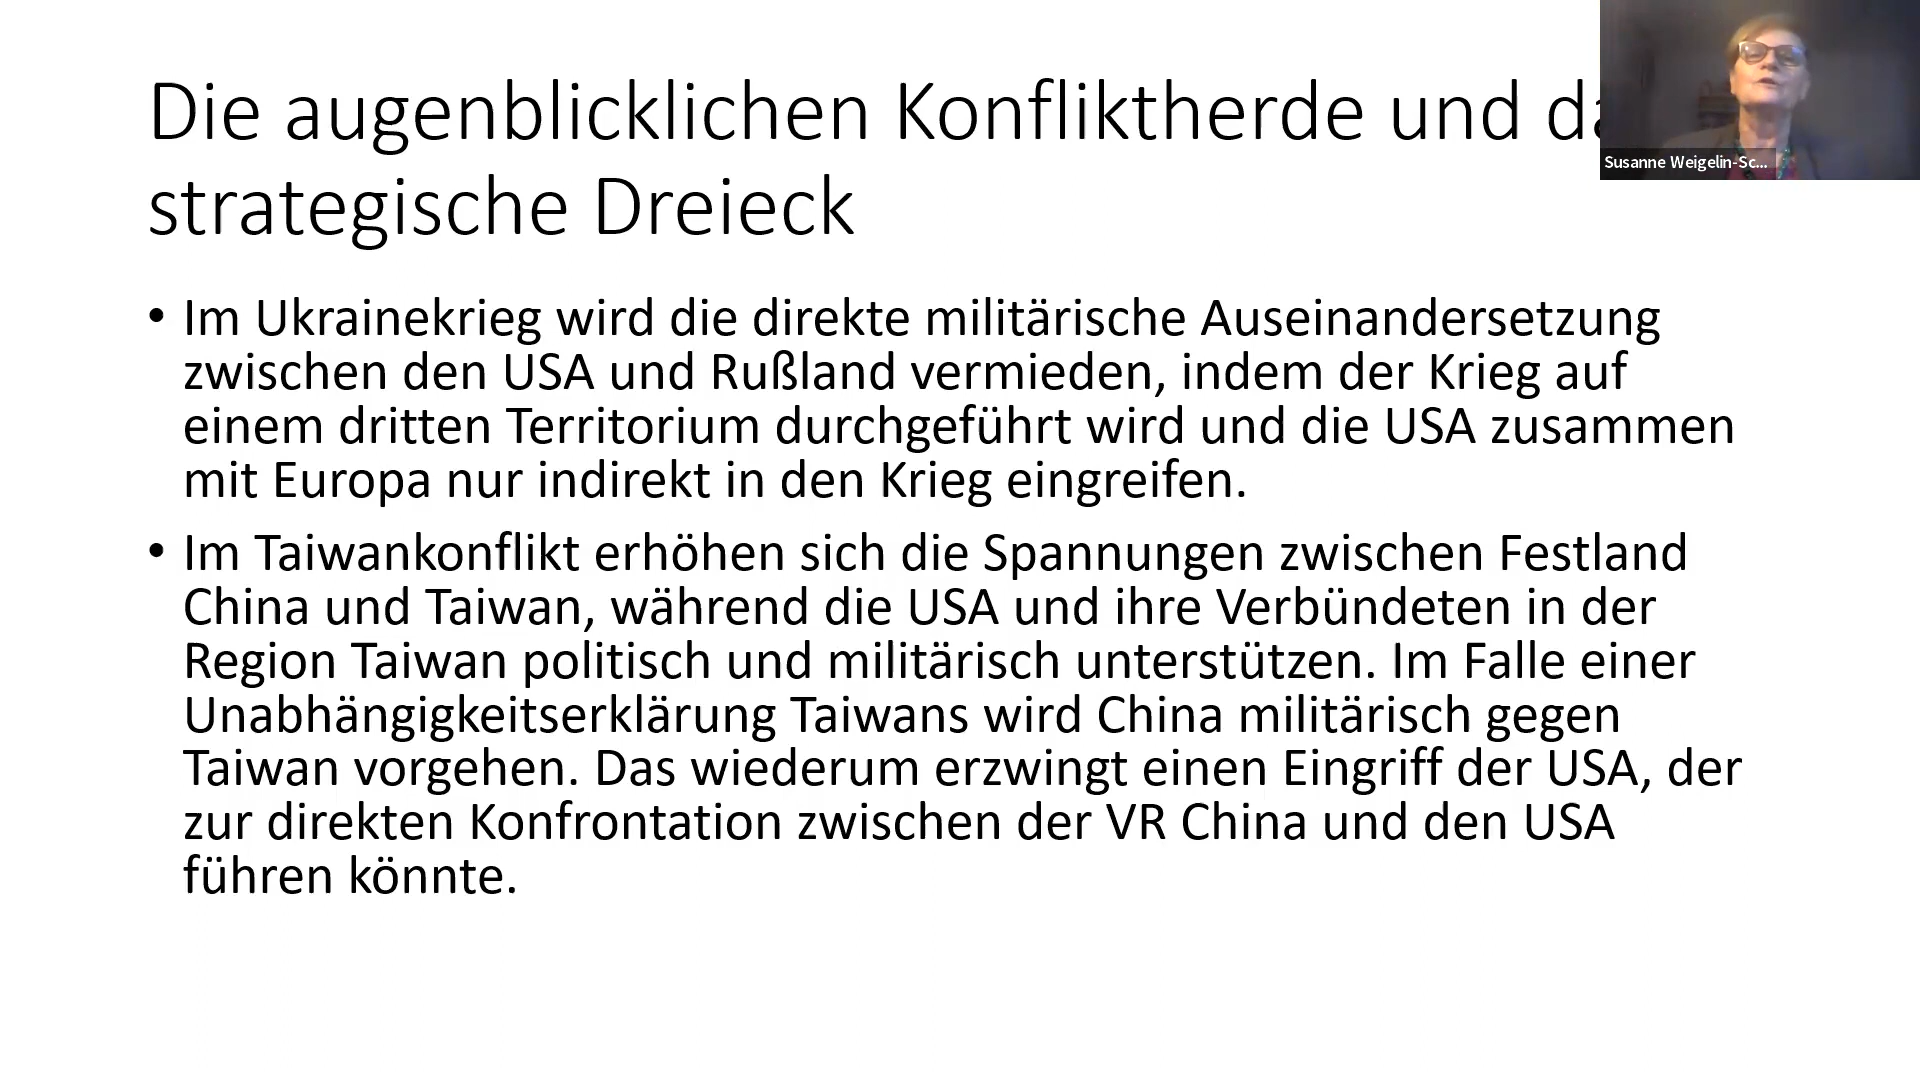 Die augenblicklichen Konfliktherde und
strategische Dreieck
Susanne Weigelin-Sc...
• Im Ukrainekrieg wird die direkte militärische Auseinandersetzung
zwischen den USA und Rußland vermieden, indem der Krieg auf
einem dritten Territorium durchgeführt wird und die USA zusammen
mit Europa nur indirekt in den Krieg eingreifen.
• Im Taiwankonflikt erhöhen sich die Spannungen zwischen Festland
China und Taiwan, während die USA und ihre Verbündeten in der
Region Taiwan politisch und militärisch unterstützen. Im Falle einer
Unabhängigkeitserklärung Taiwans wird China militärisch gegen
Taiwan vorgehen. Das wiederum erzwingt einen Eingriff der USA, der
zur direkten Konfrontation zwischen der VR China und den USA
führen könnte.